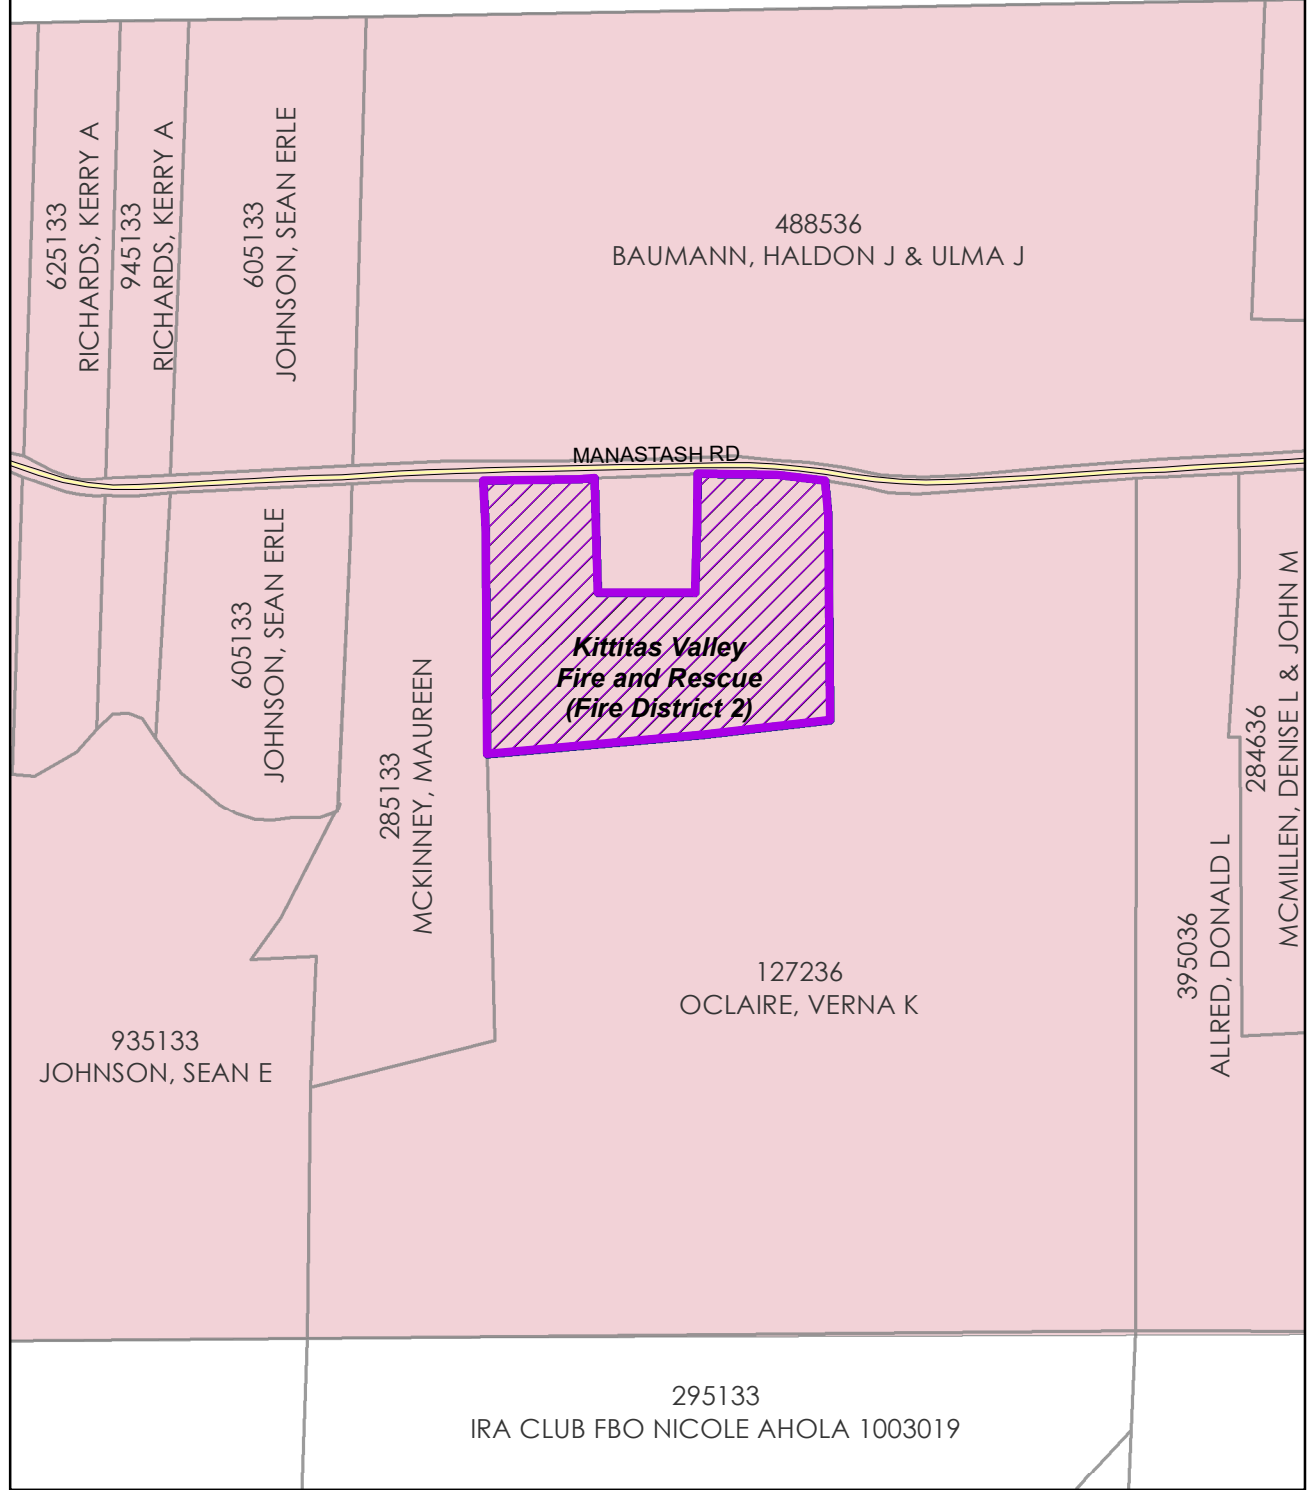 625133
RICHARDS, KERRY A
945133
RICHARDS, KERRY A
605133
JOHNSON, SEAN ERLE
488536
BAUMANN, HALDON J & ULMA J
MANASTASH RD
605133
JOHNSON, SEAN ERLE
285133
MCKINNEY, MAUREEN
Kittitas Valley
Fire and Rescue
(Fire District 2)
284636
MCMILLEN, DENISE L & JOHN M
395036
ALLRED, DONALD L
127236
OCLAIRE, VERNA K
935133
JOHNSON, SEAN E
295133
IRA CLUB FBO NICOLE AHOLA 1003019